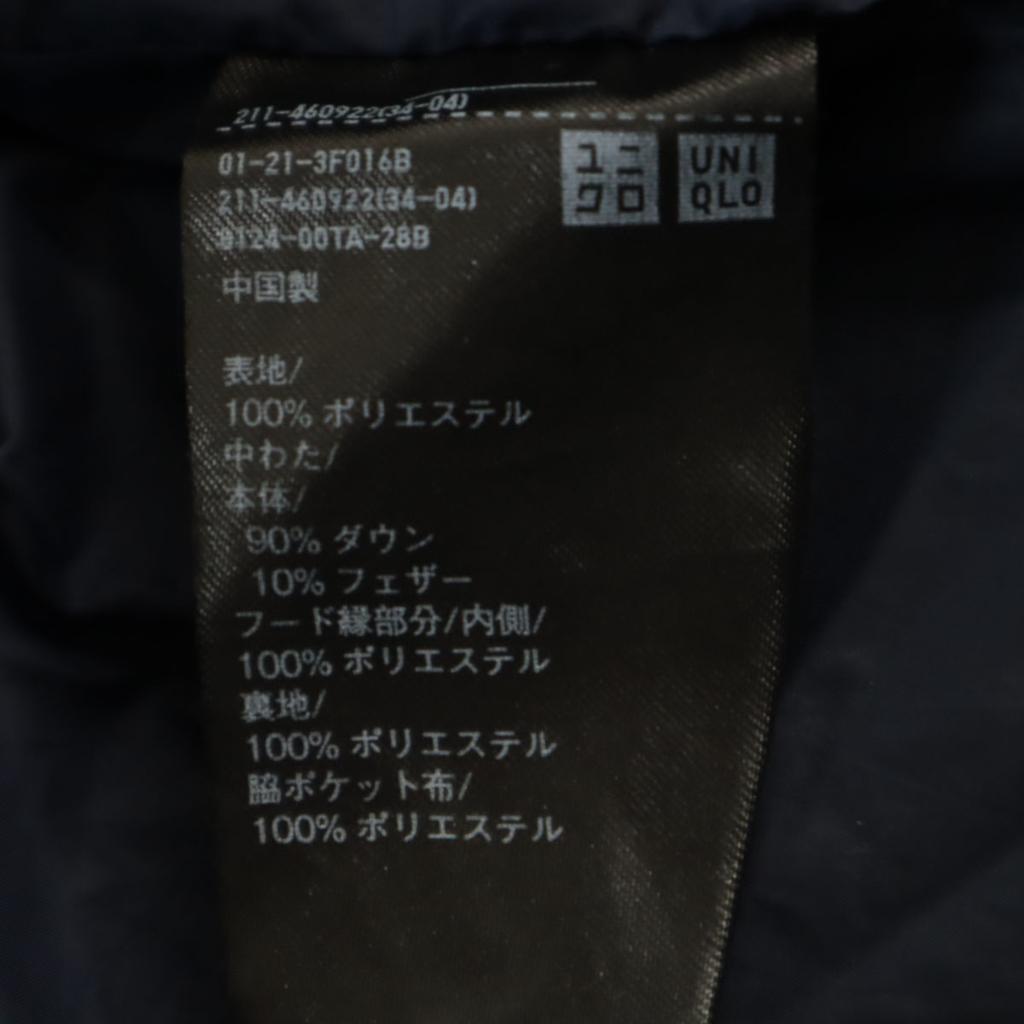 211-460922(34-04)
01-21-3F016B
211-460922(34-04)
0124-00TA-28B
中国製
ユニ
クロ
UNI
QLO
表地/
100% ポリエステル
中わた/
本体/
90% ダウン
10% フェザー
フード縁部分/内側/
100% ポリエステル
裏地/
100% ポリエステル
脇ポケット布/
100% ポリエステル